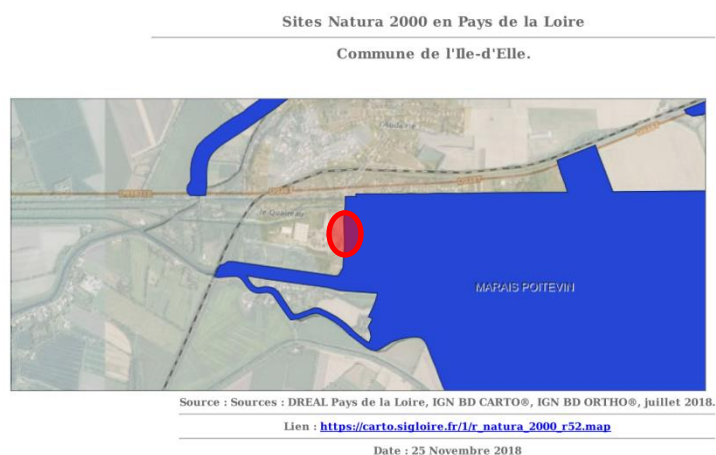 Sites Natura 2000 en Pays de la Loire
Commune de l'Ile-d'Elle.
MARAIS POITEVIN
Source : Sources : DREAL Pays de la Loire, IGN BD CARTO®, IGN BD ORTHO®, juillet 2018.
Lien : https://carto.sigloire.fr/1/r_natura_2000_r52.map
Date : 25 Novembre 2018